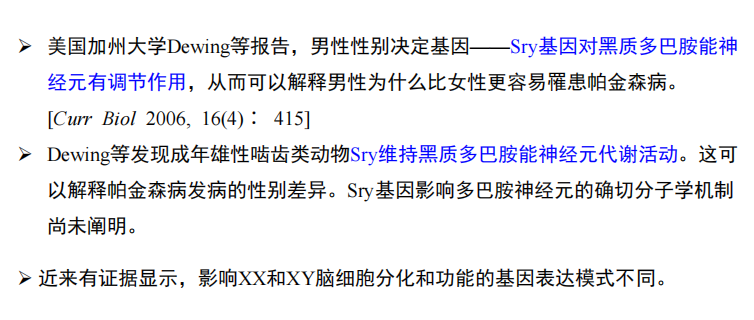 ➢ 美国加州大学Dewing等报告，男性性别决定基因——Sry基因对黑质多巴胺能神
经元有调节作用，从而可以解释男性为什么比女性更容易罹患帕金森病。
[Curr Biol 2006, 16(4)： 415]
➢ Dewing等发现成年雄性啮齿类动物Sry维持黑质多巴胺能神经元代谢活动。这可
以解释帕金森病发病的性别差异。Sry基因影响多巴胺神经元的确切分子学机制
尚未阐明。
➢ 近来有证据显示，影响XX和XY脑细胞分化和功能的基因表达模式不同。